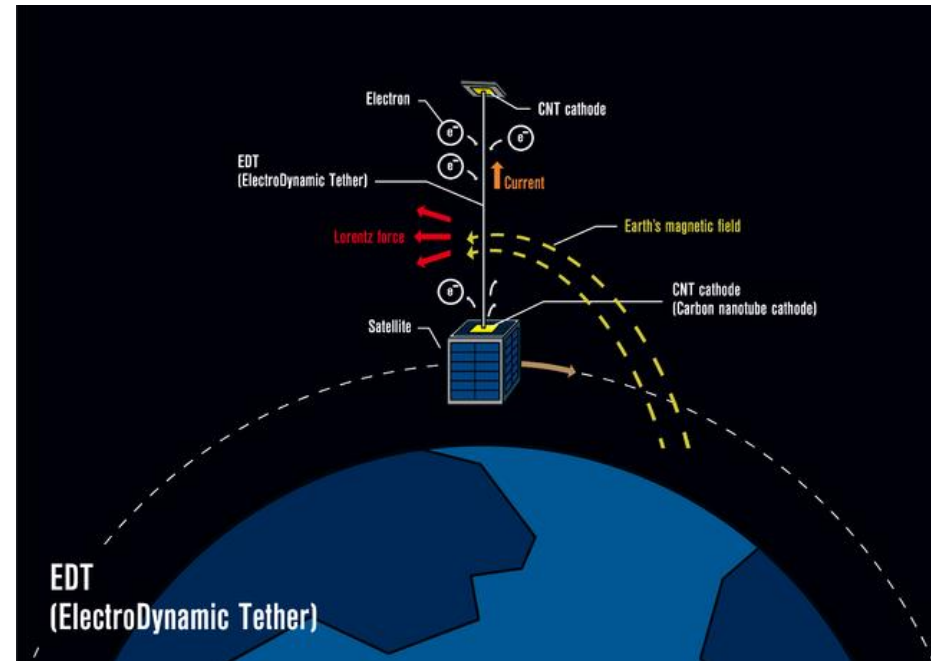 Electron
CNT cathode
e-
e-
EDT
(ElectroDynamic Tether)
e-
Current
Lorentz force
Earth's magnetic field
e-
CNT cathode
(Carbon nanotube cathode)
Satellite
EDT
(ElectroDynamic Tether)